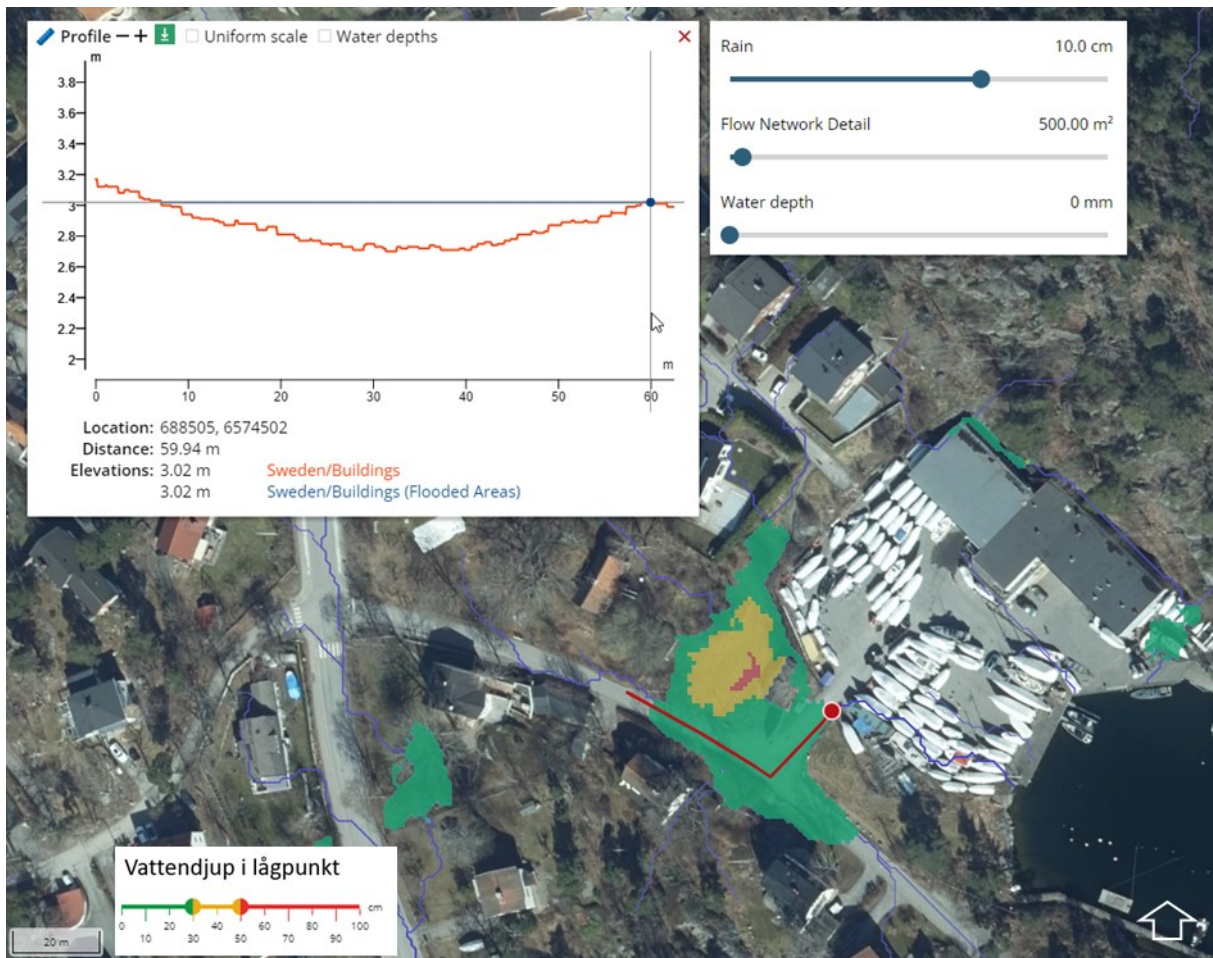 Profile Uniform scale Water depths
m
3.8
3.6
3.4
3.2
3
2.8
2.6
2.4
2.2
2
m
0 10 20 30 40 50 60
Location: 688505, 6574502
Distance: 59.94 m
Elevations: 3.02 m Sweden/Buildings
3.02 m Sweden/Buildings (Flooded Areas)
Rain 10.0 cm
Flow Network Detail 500.00 m²
Water depth 0 mm
Vattendjup i lågpunkt
cm
0 20 30 40 50 60 70 80 90
10 100
20 m